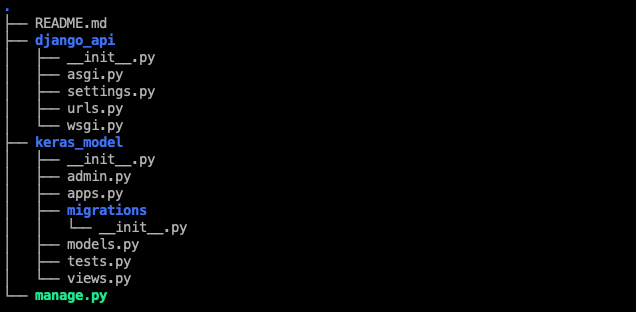 .
├── README.md
├── django_api
│   ├── __init__.py
│   ├── asgi.py
│   ├── settings.py
│   ├── urls.py
│   └── wsgi.py
├── keras_model
│   ├── __init__.py
│   ├── admin.py
│   ├── apps.py
│   ├── migrations
│   │   └── __init__.py
│   ├── models.py
│   ├── tests.py
│   └── views.py
└── manage.py